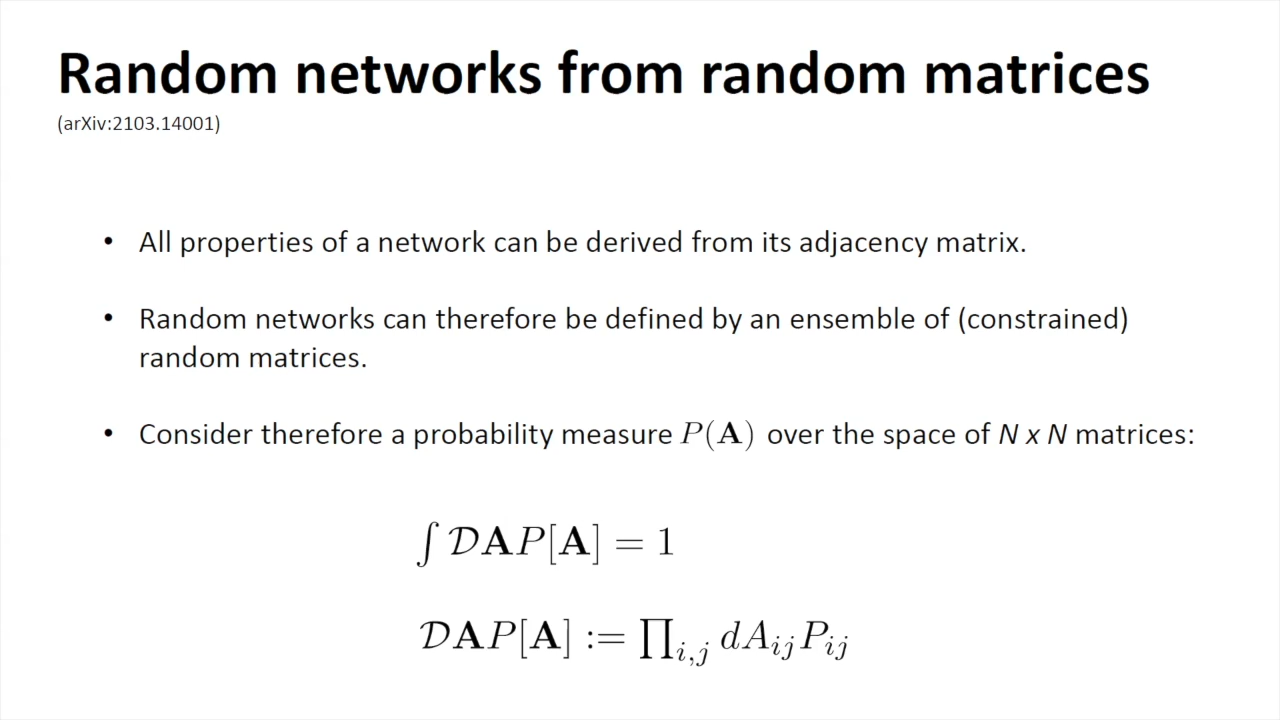 Random networks from random matrices
(arXiv:2103.14001)
• All properties of a network can be derived from its adjacency matrix.
• Random networks can therefore be defined by an ensemble of (constrained)
random matrices.
• Consider therefore a probability measure P(𝐀) over the space of N x N matrices:
∫ 𝒟𝐀P[𝐀] = 1
𝒟𝐀P[𝐀] := ∏_{i,j} dA_{ij}P_{ij}